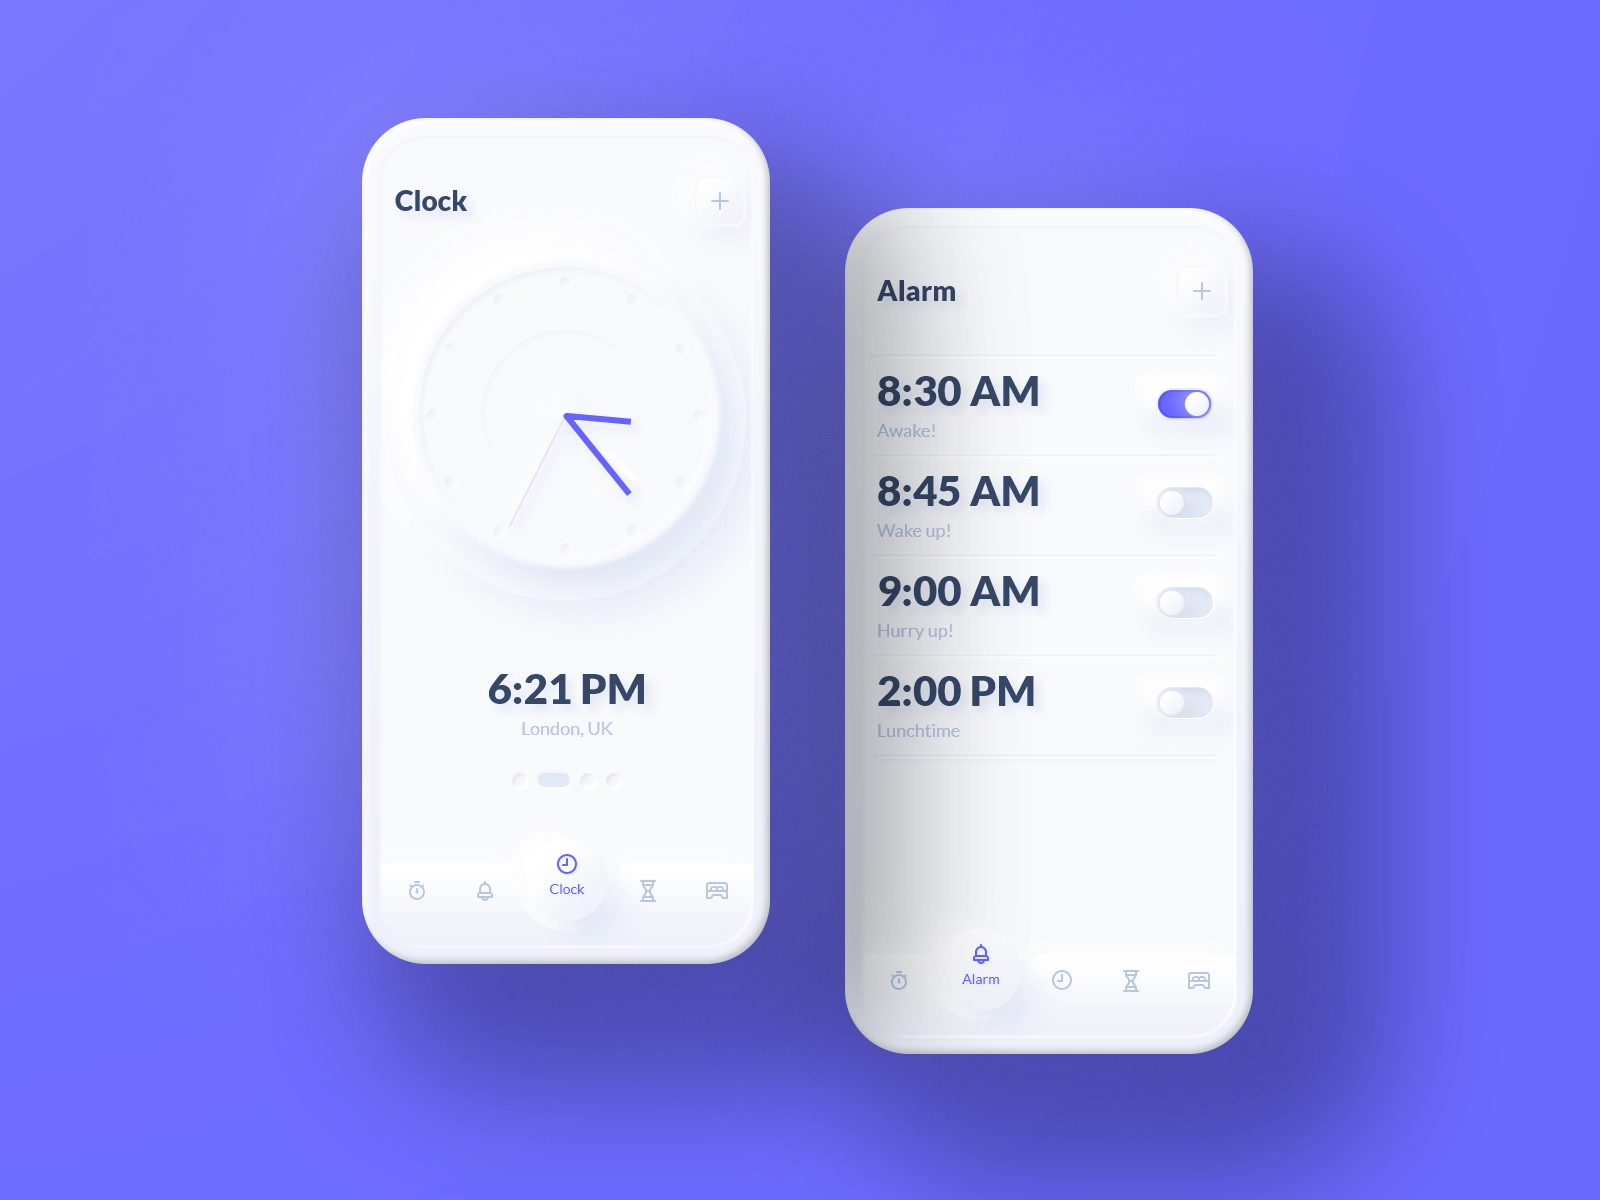 Clock
6:21 PM
London, UK
Clock
Alarm
8:30 AM
Awake!
8:45 AM
Wake up!
9:00 AM
Hurry up!
2:00 PM
Lunchtime
Alarm